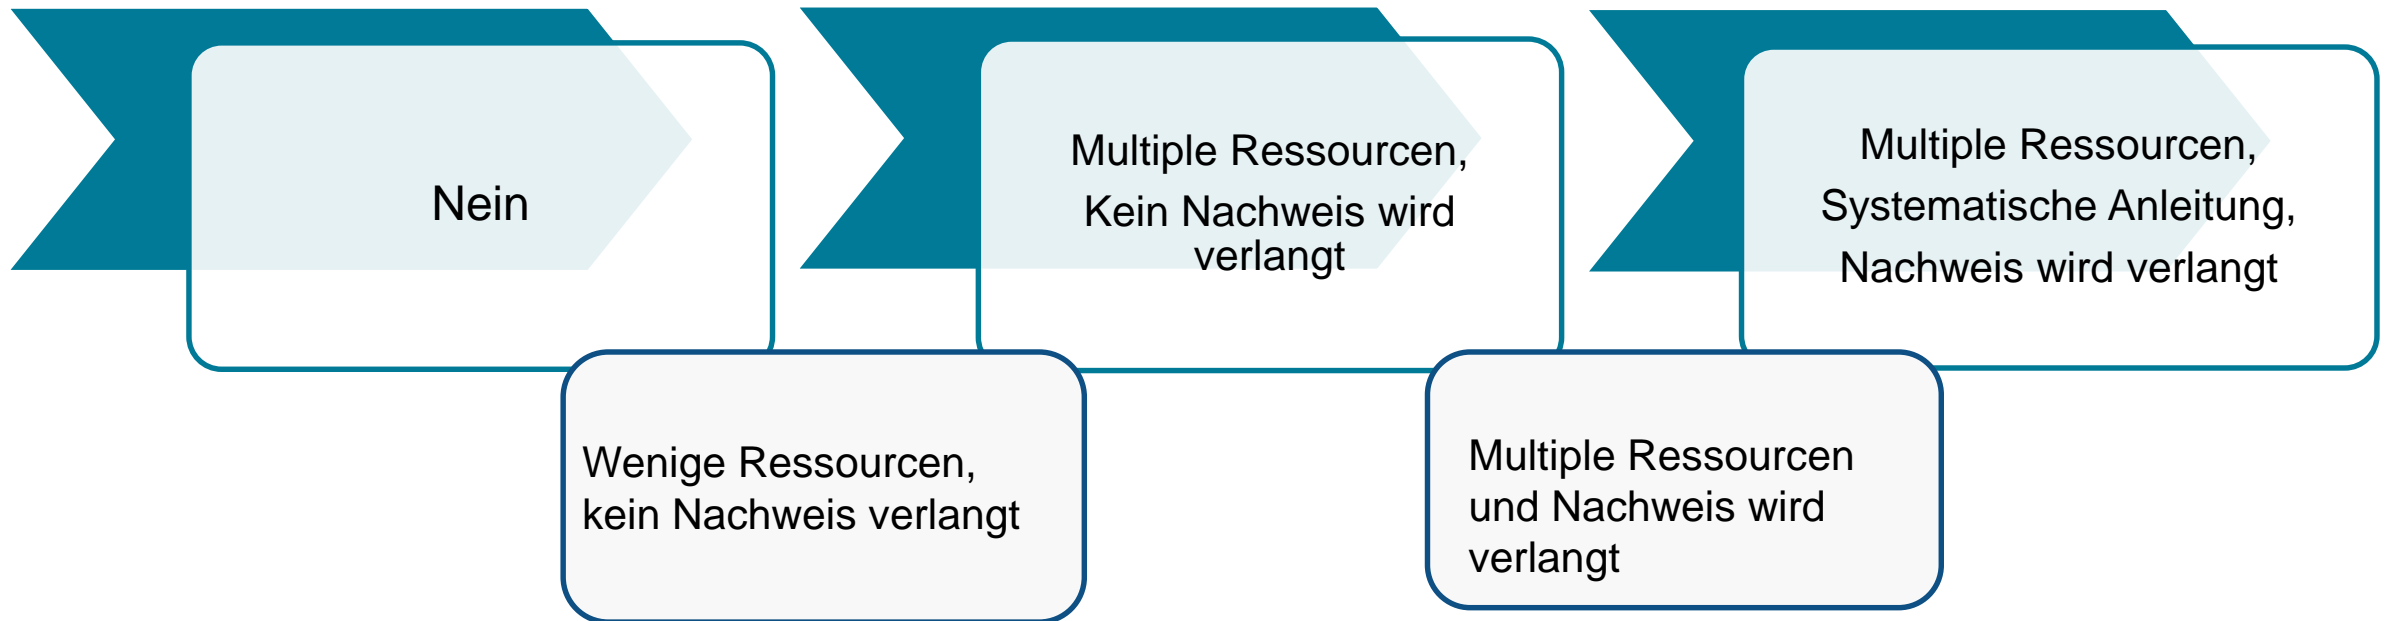 Nein
Multiple Ressourcen,
Kein Nachweis wird
verlangt
Multiple Ressourcen,
Systematische Anleitung,
Nachweis wird verlangt
Wenige Ressourcen,
kein Nachweis verlangt
Multiple Ressourcen
und Nachweis wird
verlangt